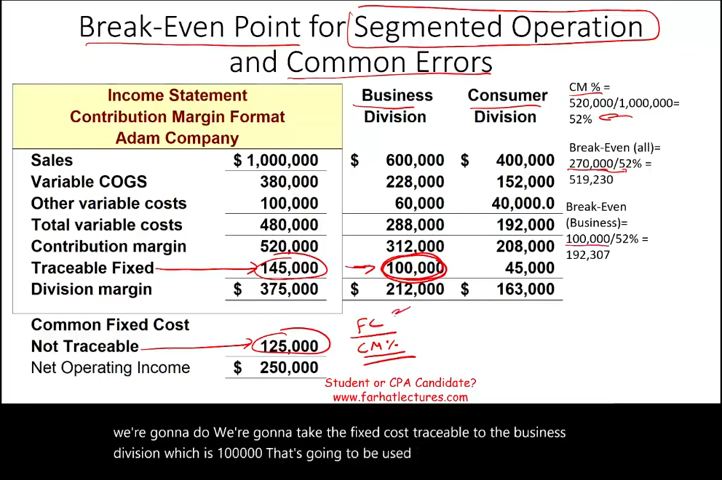 Break-Even Point for Segmented Operation
and Common Errors
Income Statement
Contribution Margin Format
Adam Company
Business Division
Consumer Division
Sales $ 1,000,000 $ 600,000 $ 400,000
Variable COGS 380,000 228,000 152,000
Other variable costs 100,000 60,000 40,000.0
Total variable costs 480,000 288,000 192,000
Contribution margin 520,000 312,000 208,000
Traceable Fixed 145,000 100,000 45,000
Division margin $ 375,000 $ 212,000 $ 163,000
Common Fixed Cost
Not Traceable 125,000
Net Operating Income $ 250,000
FC
CM%
CM % =
520,000/1,000,000=
52%
Break-Even (all)=
270,000/52% =
519,230
Break-Even
(Business)=
100,000/52% =
192,307
Student or CPA Candidate?
www.farhatlectures.com
we're gonna do We're gonna take the fixed cost traceable to the business
division which is 100000 That's going to be used